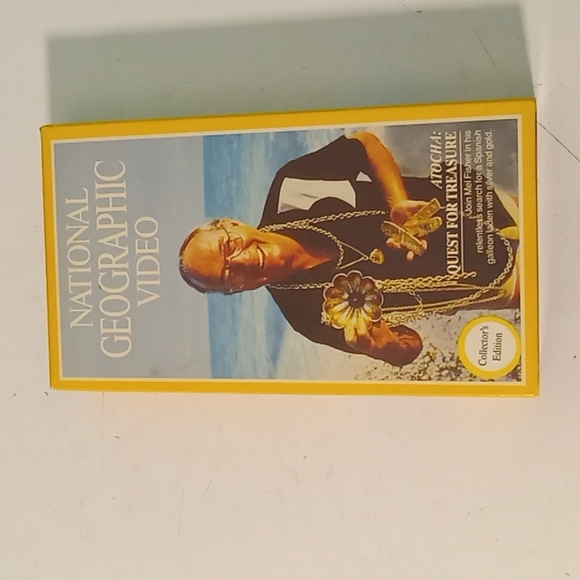 NATIONAL
GEOGRAPHIC
VIDEO
ATOCHA:
QUEST FOR TREASURE
Join Mel Fisher in his
relentless search for a Spanish
galleon laden with silver and gold.
Collector's
Edition